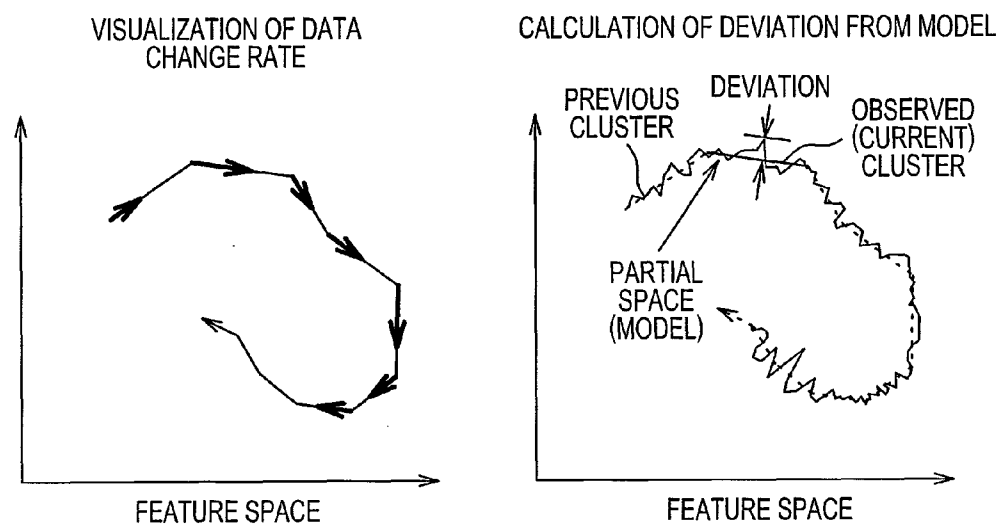 VISUALIZATION OF DATA
CHANGE RATE
FEATURE SPACE
CALCULATION OF DEVIATION FROM MODEL
DEVIATION
PREVIOUS
CLUSTER
OBSERVED
(CURRENT)
CLUSTER
PARTIAL
SPACE
(MODEL)
FEATURE SPACE